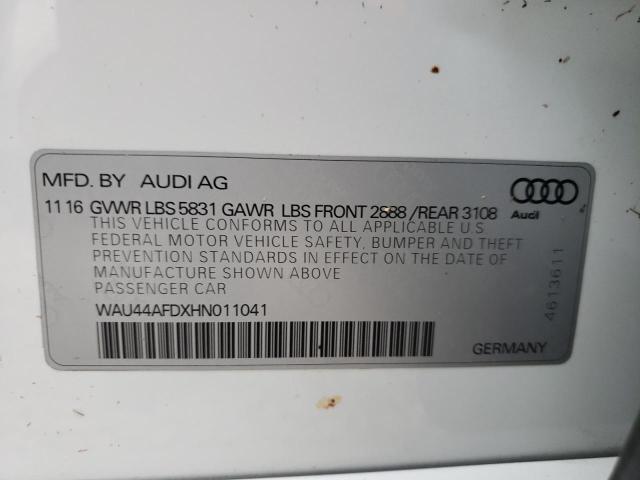 MFD. BY AUDI AG
11 16 GVWR LBS 5831 GAWR LBS FRONT 2888 /REAR 3108
THIS VEHICLE CONFORMS TO ALL APPLICABLE U.S
FEDERAL MOTOR VEHICLE SAFETY, BUMPER AND THEFT
PREVENTION STANDARDS IN EFFECT ON THE DATE OF
MANUFACTURE SHOWN ABOVE
PASSENGER CAR
WAU44AFDXHN011041
GERMANY
Audi
4613611